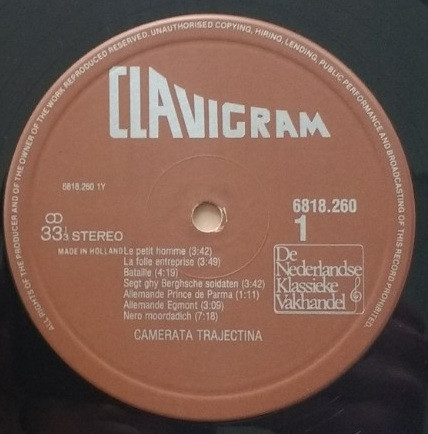 ALL RIGHTS OF THE PRODUCER AND OF THE OWNER OF THE WORK REPRODUCED RESERVED. UNAUTHORISED COPYING, HIRING, LENDING, PUBLIC PERFORMANCE AND BROADCASTING OF THIS RECORD PROHIBITED
CLAVIGRAM
6818.260 1Y
6818.260
1
33⅓ STEREO
MADE IN HOLLAND
Le petit homme (3:42)
La folle entreprise (3:49)
Bataille (4:19)
Segt ghy Berghsche soldaten (3:42)
Allemande Prince de Parma (1:11)
Allemande Egmont (3:09)
Nero moordadich (7:18)
De
Nederlandse
Klassieke
Vakhandel
CAMERATA TRAJECTINA